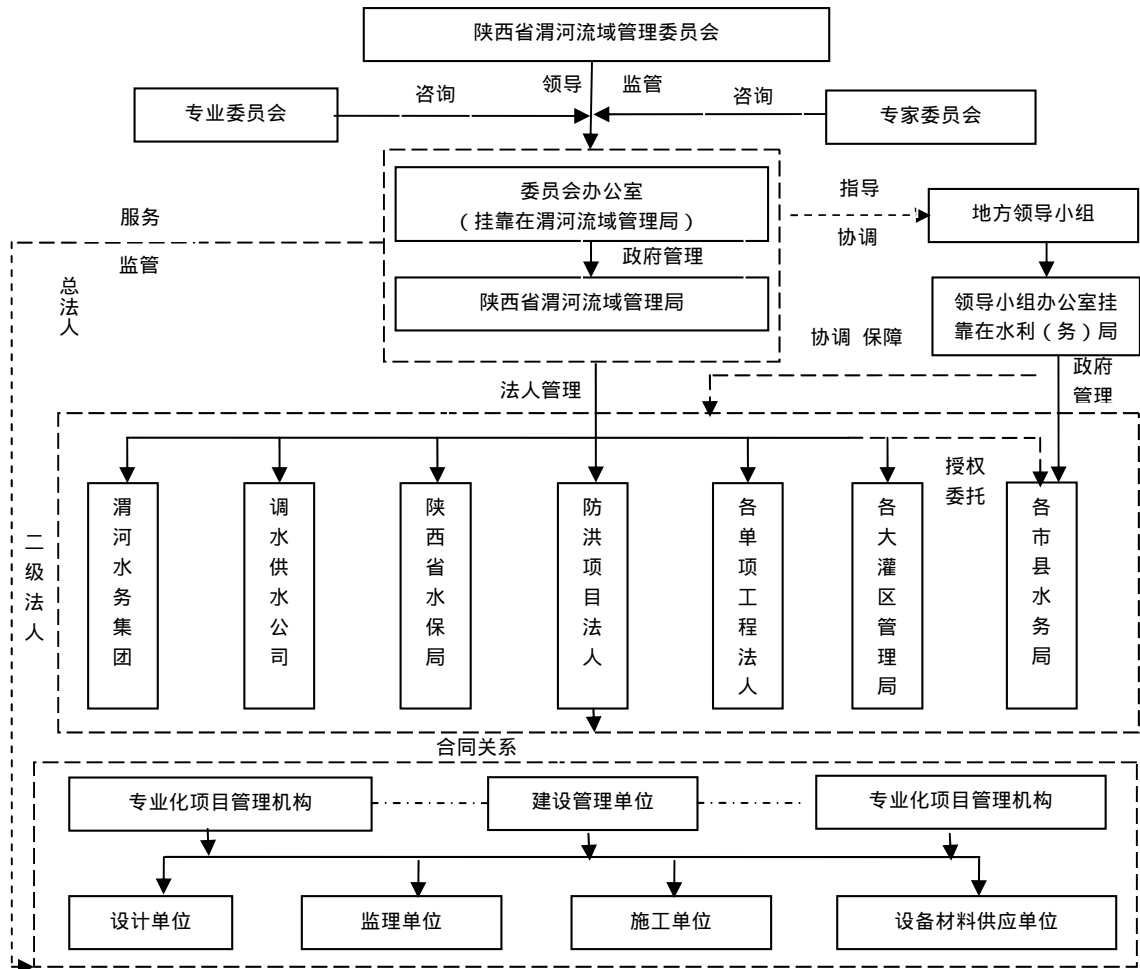 陕西省渭河流域管理委员会
咨询
领导
监管
咨询
专业委员会
专家委员会
委员会办公室
（挂靠在渭河流域管理局）
指导
协调
地方领导小组
服务
监管
政府管理
总法人
陕西省渭河流域管理局
领导小组办公室挂
靠在水利（务）局
协调 保障
法人管理
政府
管理
授权
委托
二级法人
渭河水务集团
调水供水公司
陕西省水保局
防洪项目法人
各单项工程法人
各大灌区管理局
各市县水务局
合同关系
专业化项目管理机构
建设管理单位
专业化项目管理机构
设计单位
监理单位
施工单位
设备材料供应单位